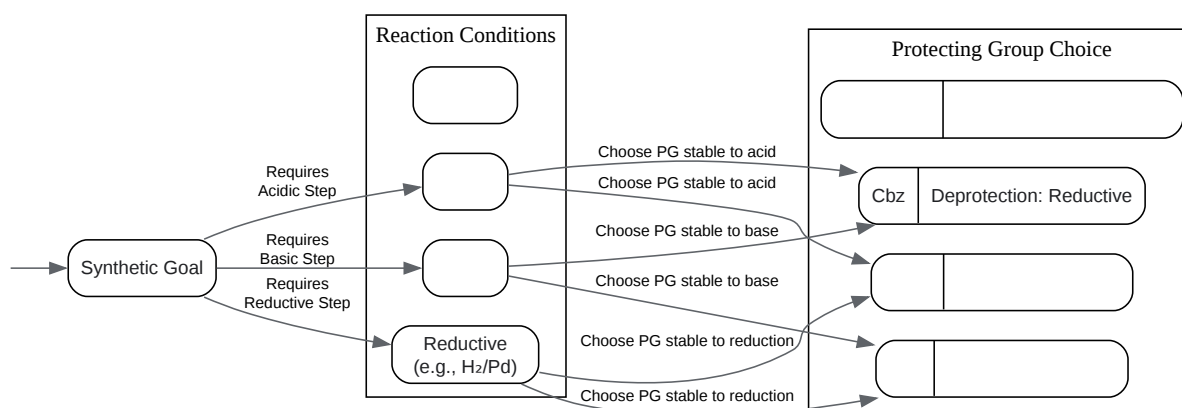 Reaction Conditions
Protecting Group Choice
Choose PG stable to acid
Requires
Acidic Step
Choose PG stable to acid
Cbz
Deprotection: Reductive
Choose PG stable to base
Requires
Basic Step
Synthetic Goal
Choose PG stable to base
Requires
Reductive Step
Reductive
(e.g., H₂/Pd)
Choose PG stable to reduction
Choose PG stable to reduction